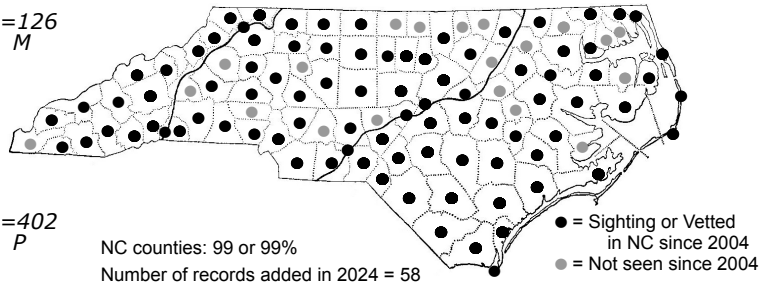 =126
M
=402
P
NC counties: 99 or 99%
Number of records added in 2024 = 58
= Sighting or Vetted
in NC since 2004
= Not seen since 2004